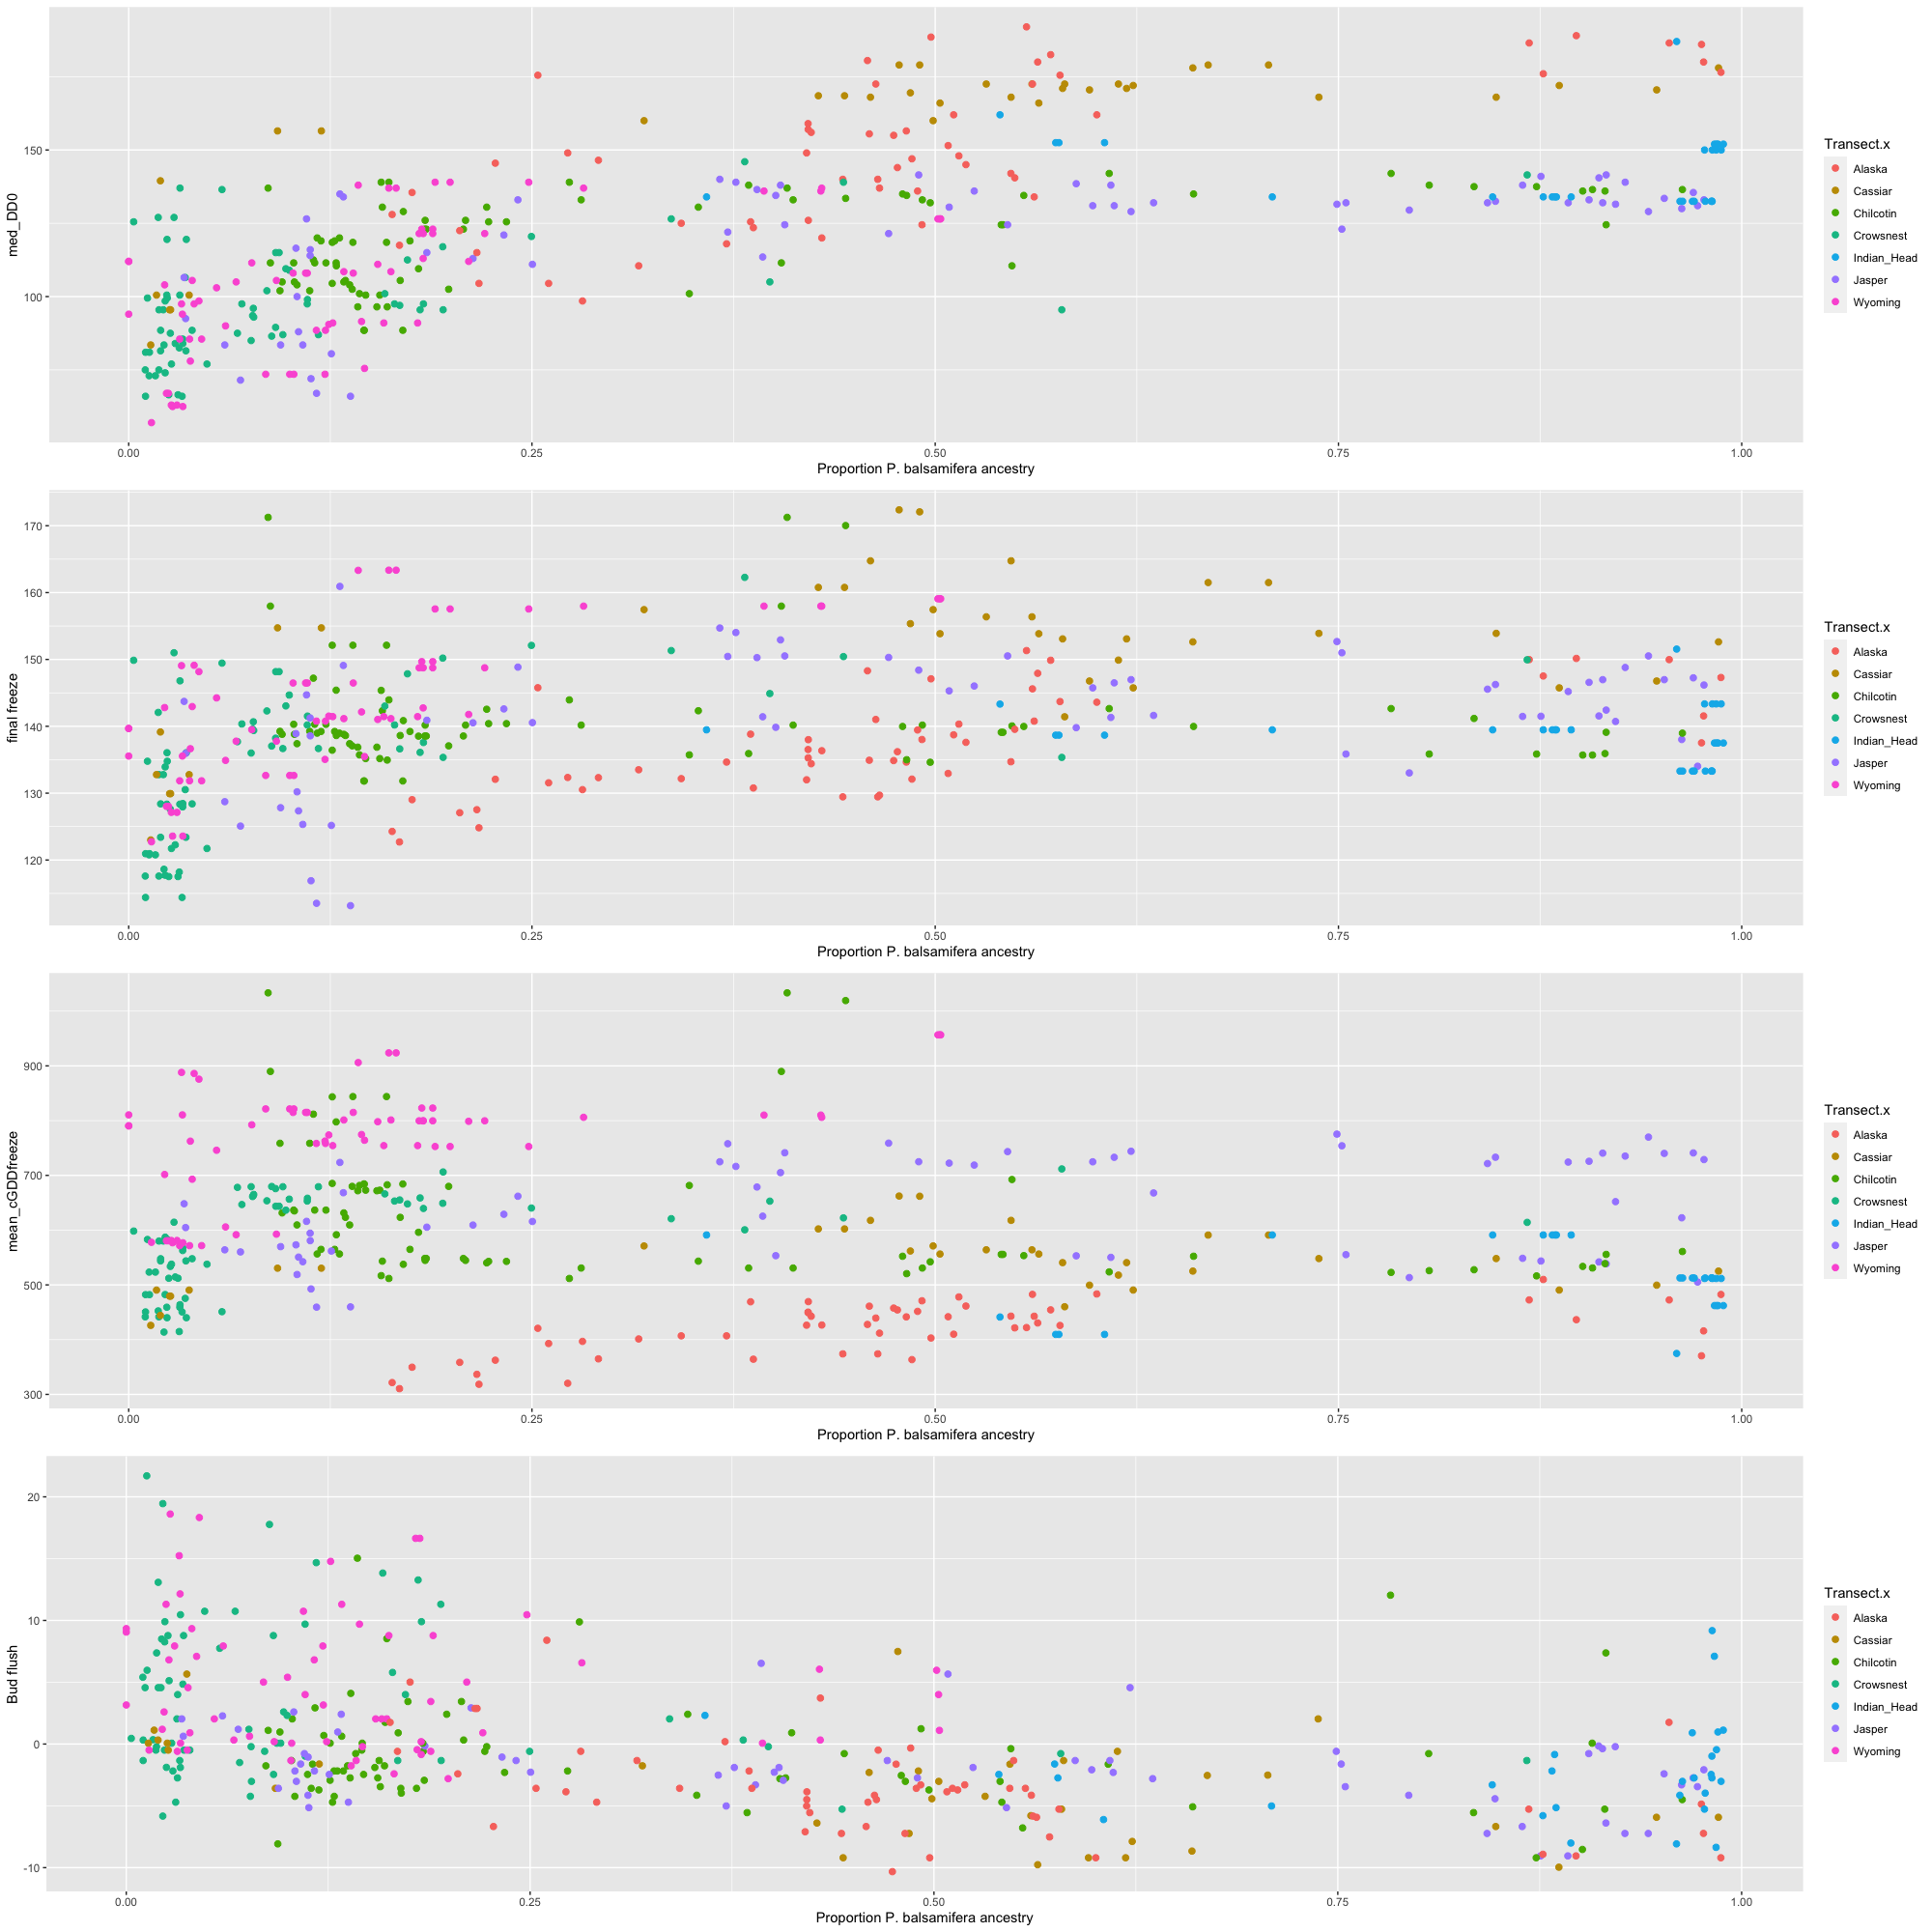 150
100
med_DD0
0.00 0.25 0.50 0.75 1.00
Proportion P. balsamifera ancestry
Transect.x
Alaska
Cassiar
Chilcotin
Crowsnest
Indian_Head
Jasper
Wyoming
170
160
150
140
130
120
final freeze
0.00 0.25 0.50 0.75 1.00
Proportion P. balsamifera ancestry
Transect.x
Alaska
Cassiar
Chilcotin
Crowsnest
Indian_Head
Jasper
Wyoming
900
700
500
300
mean_cGDDfreeze
0.00 0.25 0.50 0.75 1.00
Proportion P. balsamifera ancestry
Transect.x
Alaska
Cassiar
Chilcotin
Crowsnest
Indian_Head
Jasper
Wyoming
20
10
0
-10
Bud flush
0.00 0.25 0.50 0.75 1.00
Proportion P. balsamifera ancestry
Transect.x
Alaska
Cassiar
Chilcotin
Crowsnest
Indian_Head
Jasper
Wyoming